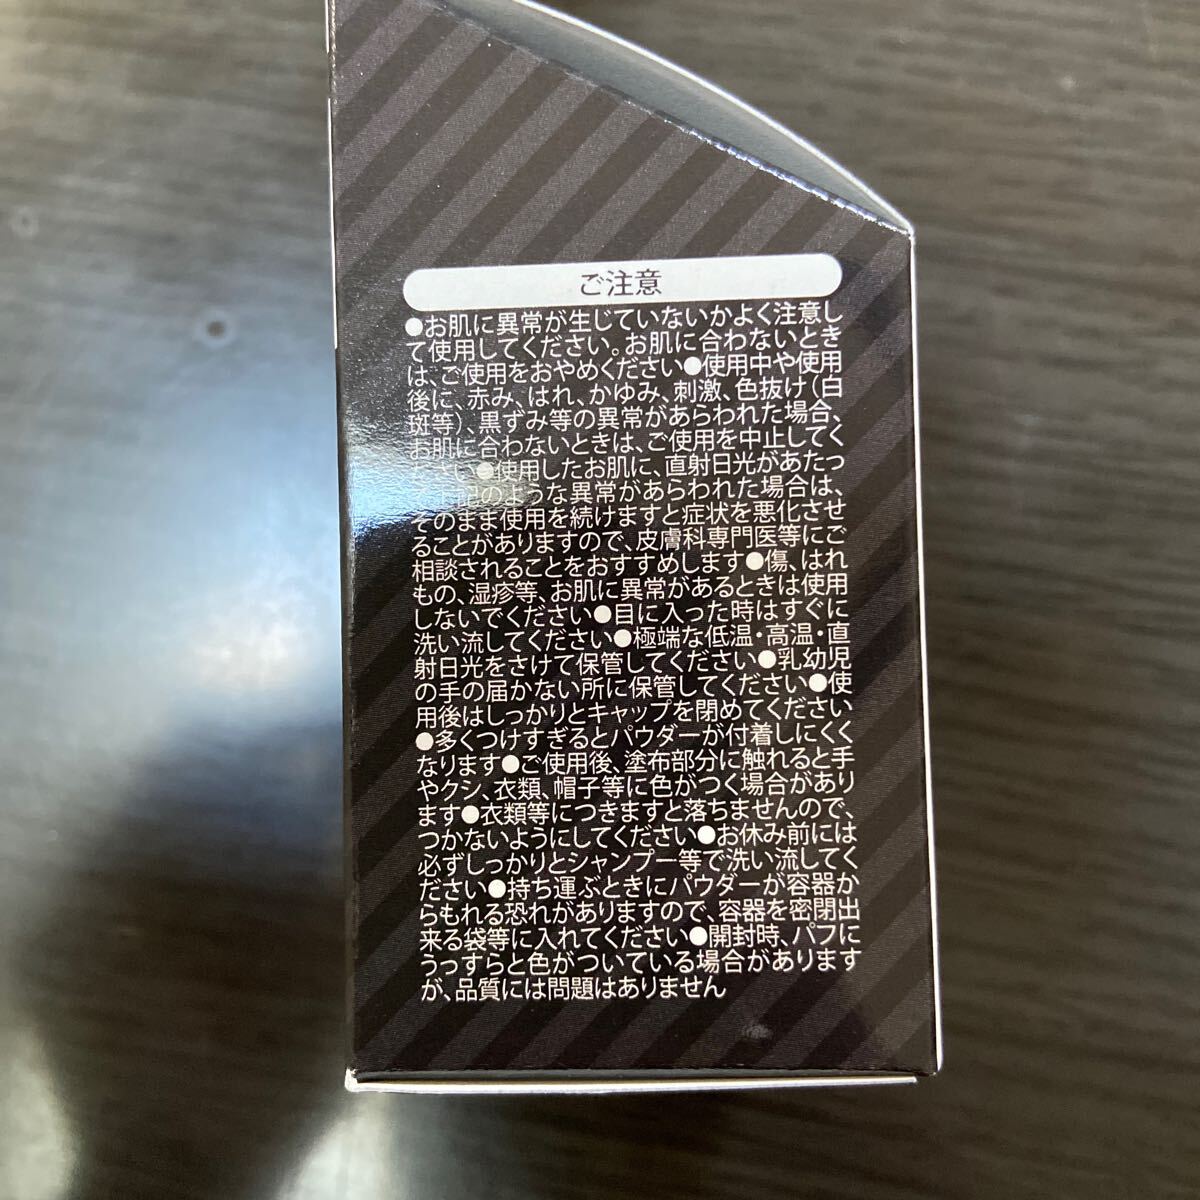 ご注意
●お肌に異常が生じていないかよく注意し
て使用してください。お肌に合わないとき
は、ご使用をおやめください●使用中や使用
後に、赤み、はれ、かゆみ、刺激、色抜け（白
斑等）、黒ずみ等の異常があらわれた場合、
お肌に合わないときは、ご使用を中止してく
ださい●使用したお肌に、直射日光があたっ
て上記のような異常があらわれた場合は、
そのまま使用を続けますと症状を悪化させ
ることがありますので、皮膚科専門医等にご
相談されることをおすすめします●傷、はれ
もの、湿疹等、お肌に異常があるときは使用
しないでください●目に入った時はすぐに
洗い流してください●極端な低温・高温・直
射日光をさけて保管してください●乳幼児
の手の届かない所に保管してください●使
用後はしっかりとキャップを閉めてください
●多くつけすぎるとパウダーが付着しにくく
なります●ご使用後、塗布部分に触れると手
やクシ、衣類、帽子等に色がつく場合があり
ます●衣類等につきますと落ちませんので、
つかないようにしてください●お休み前には
必ずしっかりとシャンプー等で洗い流してく
ださい●持ち運ぶときにパウダーが容器か
らもれる恐れがありますので、容器を密閉出
来る袋等に入れてください●開封時、パフに
うっすらと色がついている場合があります
が、品質には問題はありません